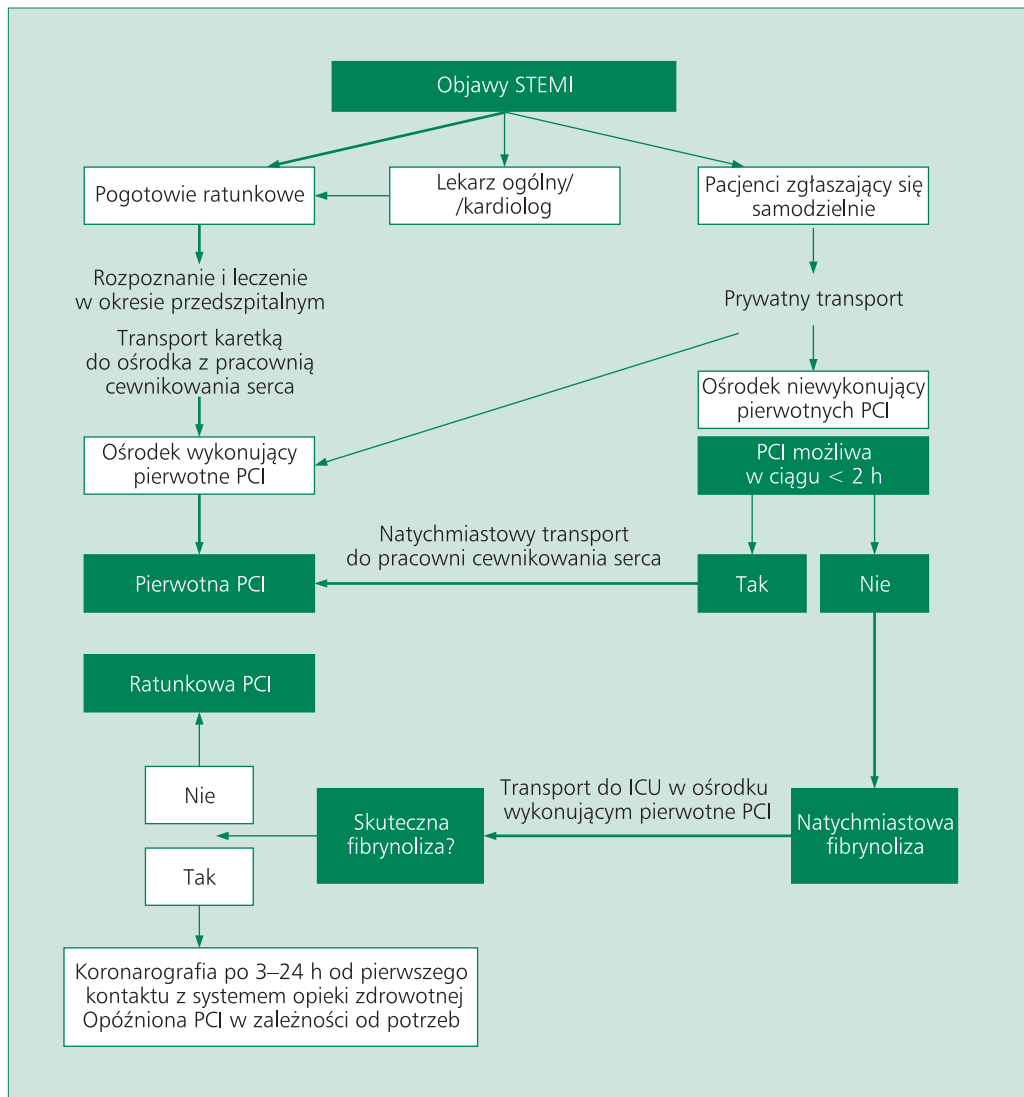 Objawy STEMI
Pogotowie ratunkowe
Lekarz ogólny/
/kardiolog
Pacjenci zgłaszający się
samodzielnie
Rozpoznanie i leczenie
w okresie przedszpitalnym
Prywatny transport
Transport karetką
do ośrodka z pracownią
cewnikowania serca
Ośrodek niewykonujący
pierwotnych PCI
Ośrodek wykonujący
pierwotne PCI
PCI możliwa
w ciągu < 2 h
Natychmiastowy transport
do pracowni cewnikowania serca
Pierwotna PCI
Tak
Nie
Ratunkowa PCI
Nie
Transport do ICU w ośrodku
wykonującym pierwotne PCI
Skuteczna
fibrynoliza?
Natychmiastowa
fibrynoliza
Tak
Koronarografia po 3–24 h od pierwszego
kontaktu z systemem opieki zdrowotnej
Opóźniona PCI w zależności od potrzeb